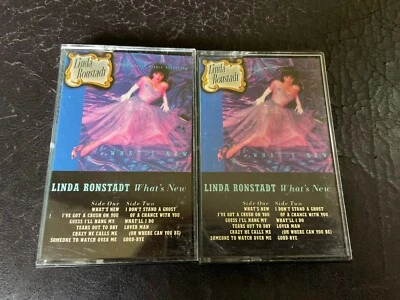 Linda
Ronstadt
WHAT'S NEW
LINDA RONSTADT What's New
Side One
WHAT'S NEW
I'VE GOT A CRUSH ON YOU
GUESS I'LL HANG MY
TEARS OUT TO DRY
CRAZY HE CALLS ME
SOMEONE TO WATCH OVER ME
Side Two
I DON'T STAND A GHOST
OF A CHANCE WITH YOU
WHAT'LL I DO
LOVER MAN
(OH WHERE CAN YOU BE)
GOOD-BYE
Linda
Ronstadt
WHAT'S NEW
LINDA RONSTADT What's New
Side One
WHAT'S NEW
I'VE GOT A CRUSH ON YOU
GUESS I'LL HANG MY
TEARS OUT TO DRY
CRAZY HE CALLS ME
SOMEONE TO WATCH OVER ME
Side Two
I DON'T STAND A GHOST
OF A CHANCE WITH YOU
WHAT'LL I DO
LOVER MAN
(OH WHERE CAN YOU BE)
GOOD-BYE